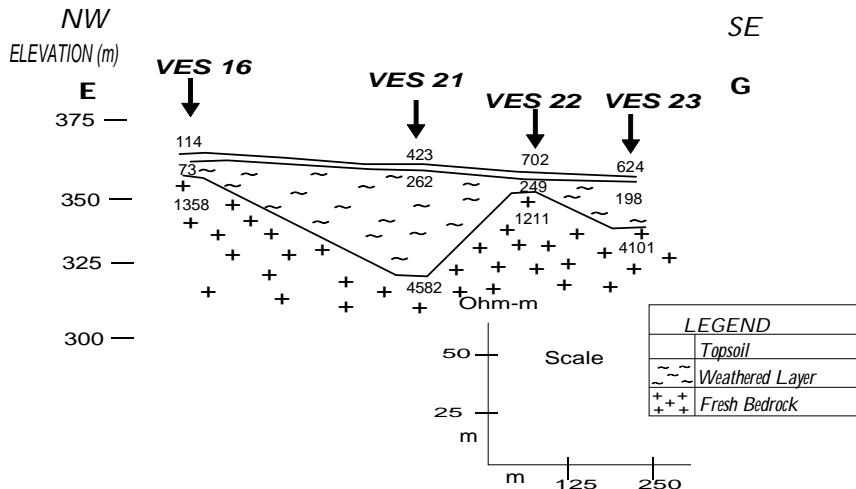 NW
SE
ELEVATION (m)
E
G
VES 16
VES 21
VES 22
VES 23
375
114
423
702
624
73
262
249
198
350
1358
1211
4101
325
4582
Ohm-m
300
50
Scale
25
m
m
125
250
LEGEND
Topsoil
Weathered Layer
Fresh Bedrock